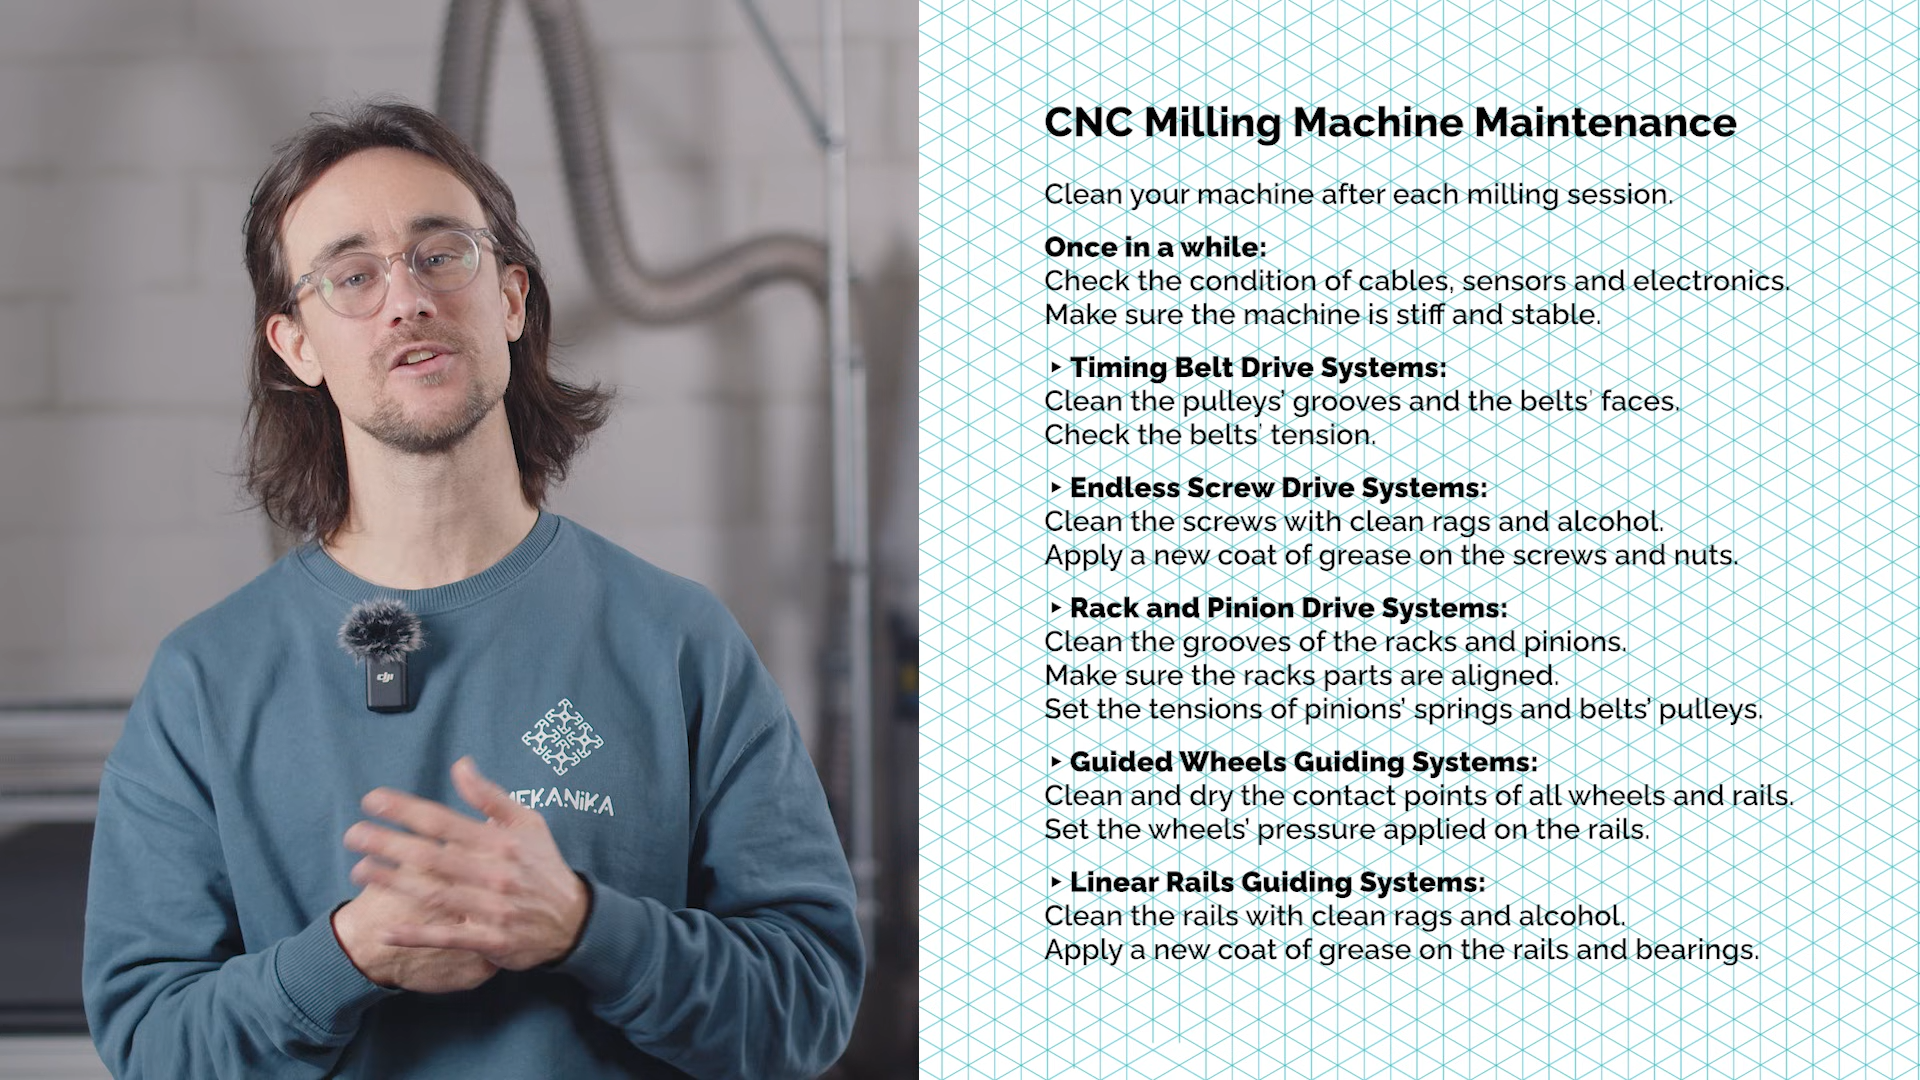 CNC Milling Machine Maintenance
Clean your machine after each milling session.
Once in a while:
Check the condition of cables, sensors and electronics.
Make sure the machine is stiff and stable.
‣ Timing Belt Drive Systems:
Clean the pulleys’ grooves and the belts’ faces.
Check the belts’ tension.
‣ Endless Screw Drive Systems:
Clean the screws with clean rags and alcohol.
Apply a new coat of grease on the screws and nuts.
‣ Rack and Pinion Drive Systems:
Clean the grooves of the racks and pinions.
Make sure the racks parts are aligned.
Set the tensions of pinions’ springs and belts’ pulleys.
‣ Guided Wheels Guiding Systems:
Clean and dry the contact points of all wheels and rails.
Set the wheels’ pressure applied on the rails.
‣ Linear Rails Guiding Systems:
Clean the rails with clean rags and alcohol.
Apply a new coat of grease on the rails and bearings.
dji
MEKANiKA